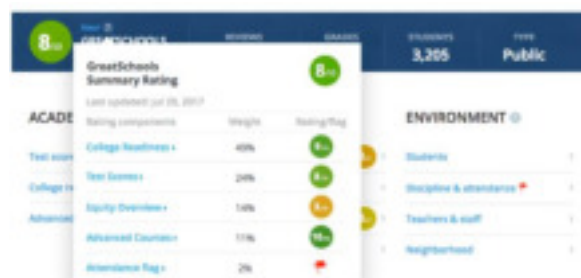 8/10
GREATSCHOOLS
REVIEWS
GRADES
STUDENTS
3,205
TYPE
Public
GreatSchools
Summary Rating
8/10
Last updated: Jul 20, 2017
Rating components
Weight
Rating/flag
College Readiness
49%
8/10
Test Scores
24%
8/10
Equity Overview
14%
Advanced Courses
11%
10/10
Attendance flag
2%
ACADE
Test scor
College re
Advanced
ENVIRONMENT
Students
Discipline & attendance
Teachers & staff
Neighborhood